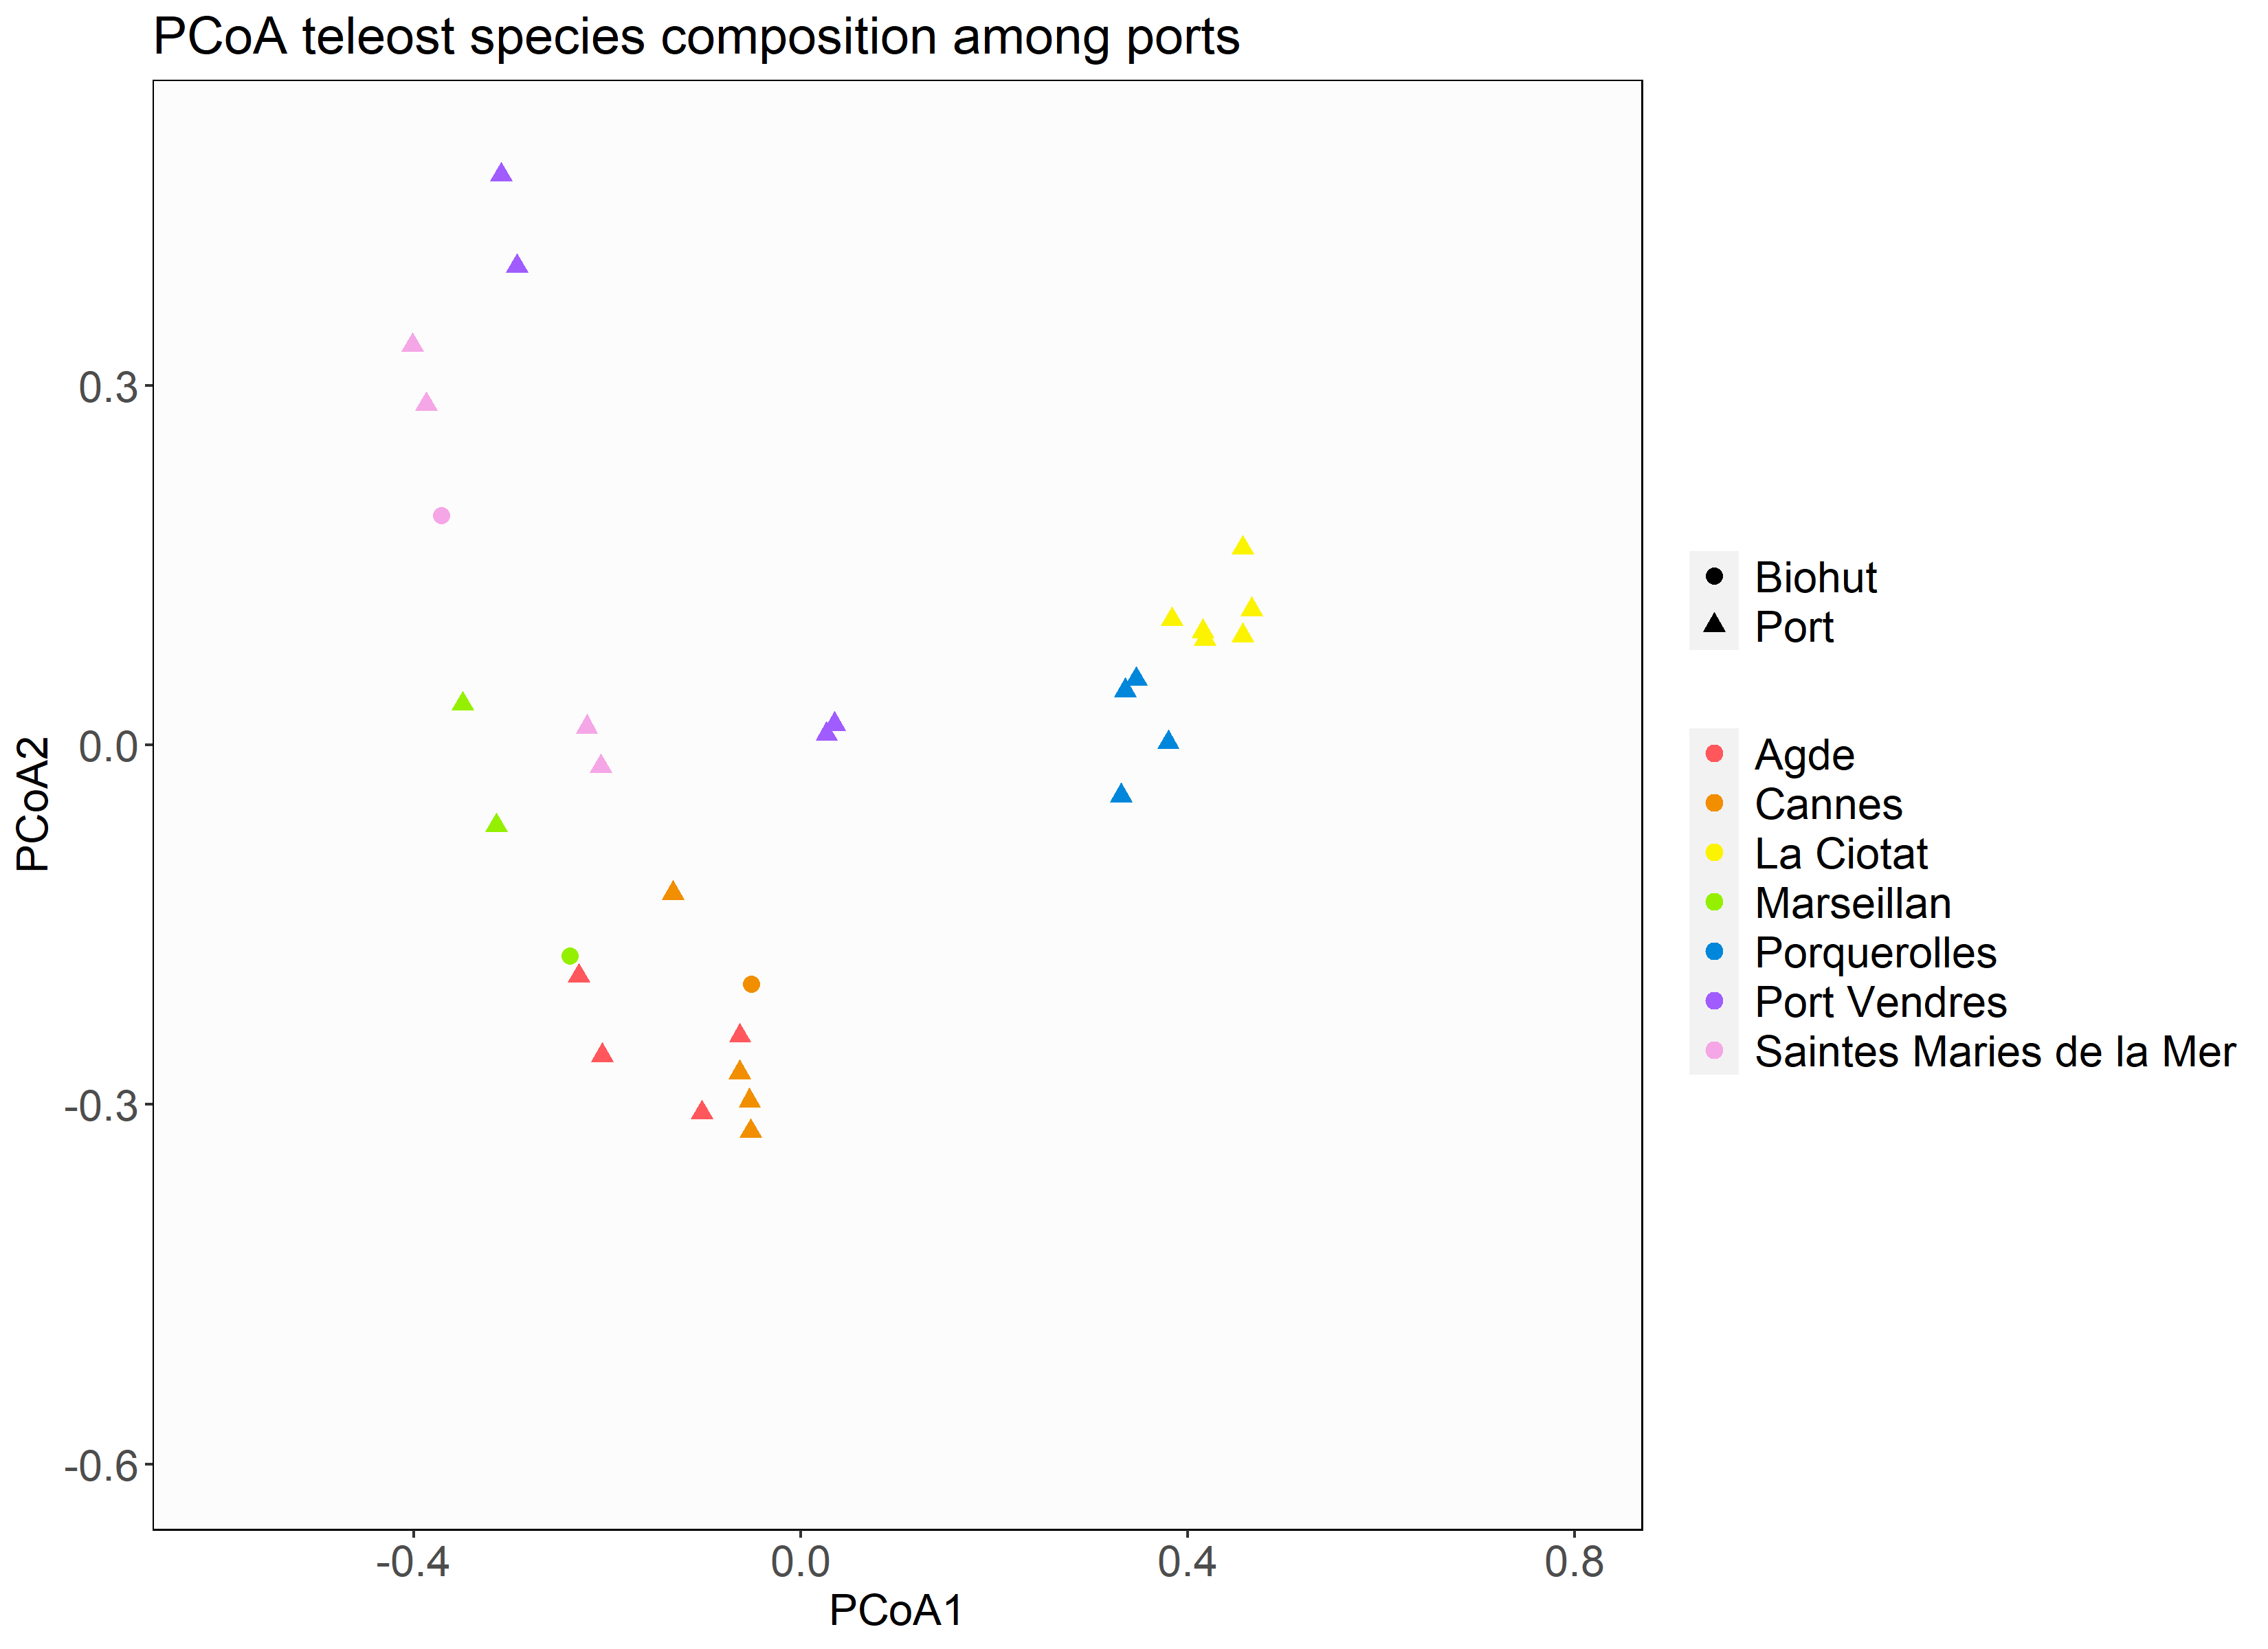 PCoA teleost species composition among ports
0.3
0.0
-0.3
-0.6
PCoA2
-0.4
0.0
0.4
0.8
PCoA1
Biohut
Port
Agde
Cannes
La Ciotat
Marseillan
Porquerolles
Port Vendres
Saintes Maries de la Mer